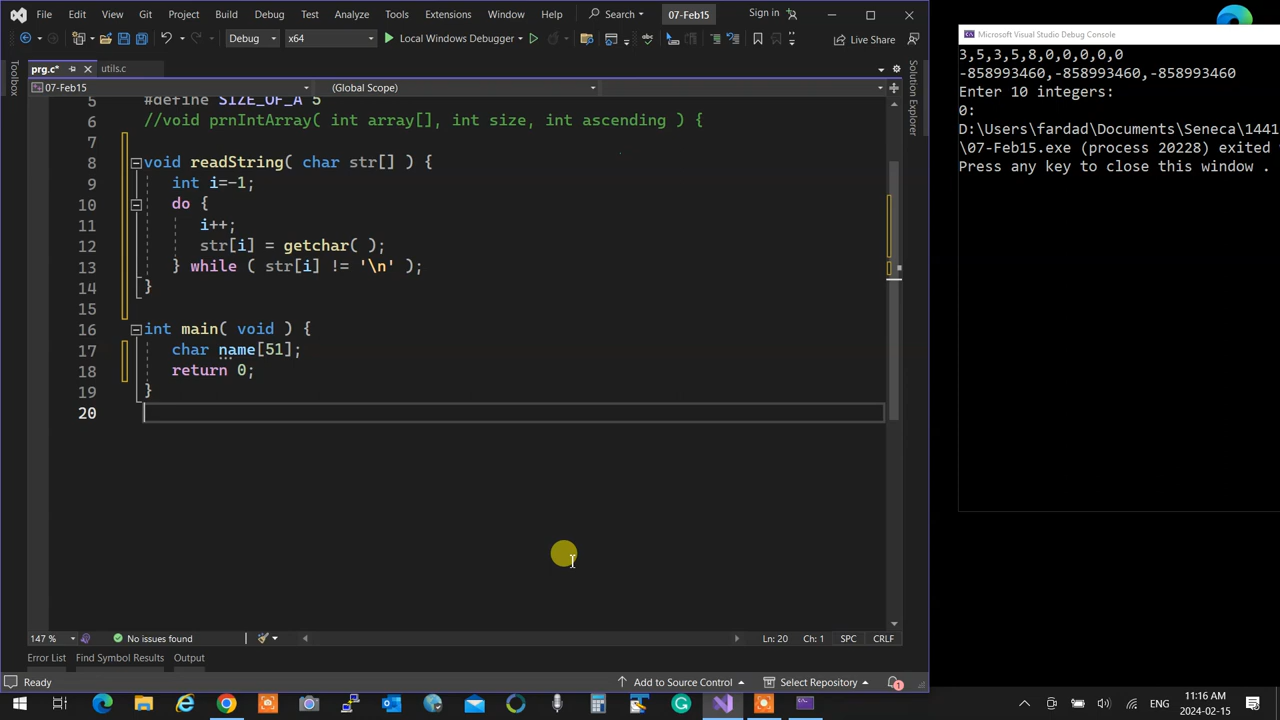 File Edit View Git Project Build Debug Test Analyze Tools Extensions Window Help Search 07-Feb15 Sign in
Debug x64 Local Windows Debugger Live Share
prg.c* utils.c
07-Feb15 (Global Scope)
Toolbox
Solution Explorer
5 #define SIZE_OF_A 5
6 //void prnIntArray( int array[], int size, int ascending ) {
7
8 void readString( char str[] ) {
9 int i=-1;
10 do {
11 i++;
12 str[i] = getchar( );
13 } while ( str[i] != '\n' );
14 }
15
16 int main( void ) {
17 char name[51];
18 return 0;
19 }
20
147 % No issues found Ln: 20 Ch: 1 SPC CRLF
Error List Find Symbol Results Output
Ready Add to Source Control Select Repository 1
Microsoft Visual Studio Debug Console
3,5,3,5,8,0,0,0,0,0
-858993460,-858993460,-858993460
Enter 10 integers:
0:
D:\Users\fardad\Documents\Seneca\1441
\07-Feb15.exe (process 20228) exited
Press any key to close this window .
ENG 11:16 AM
2024-02-15